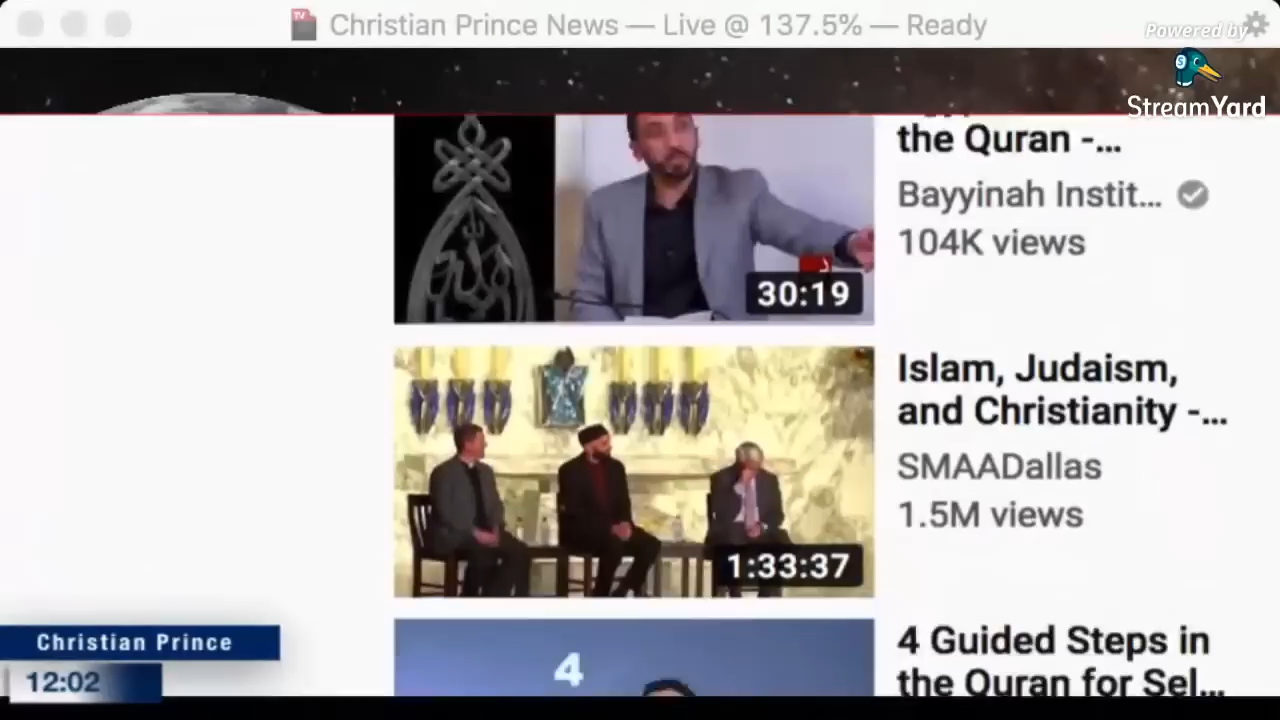 Christian Prince News — Live @ 137.5% — Ready
Powered by
StreamYard
the Quran -...
Bayyinah Instit...
104K views
30:19
Islam, Judaism,
and Christianity -...
SMAADallas
1.5M views
1:33:37
4
4 Guided Steps in
the Quran for Sel...
Christian Prince
12:02